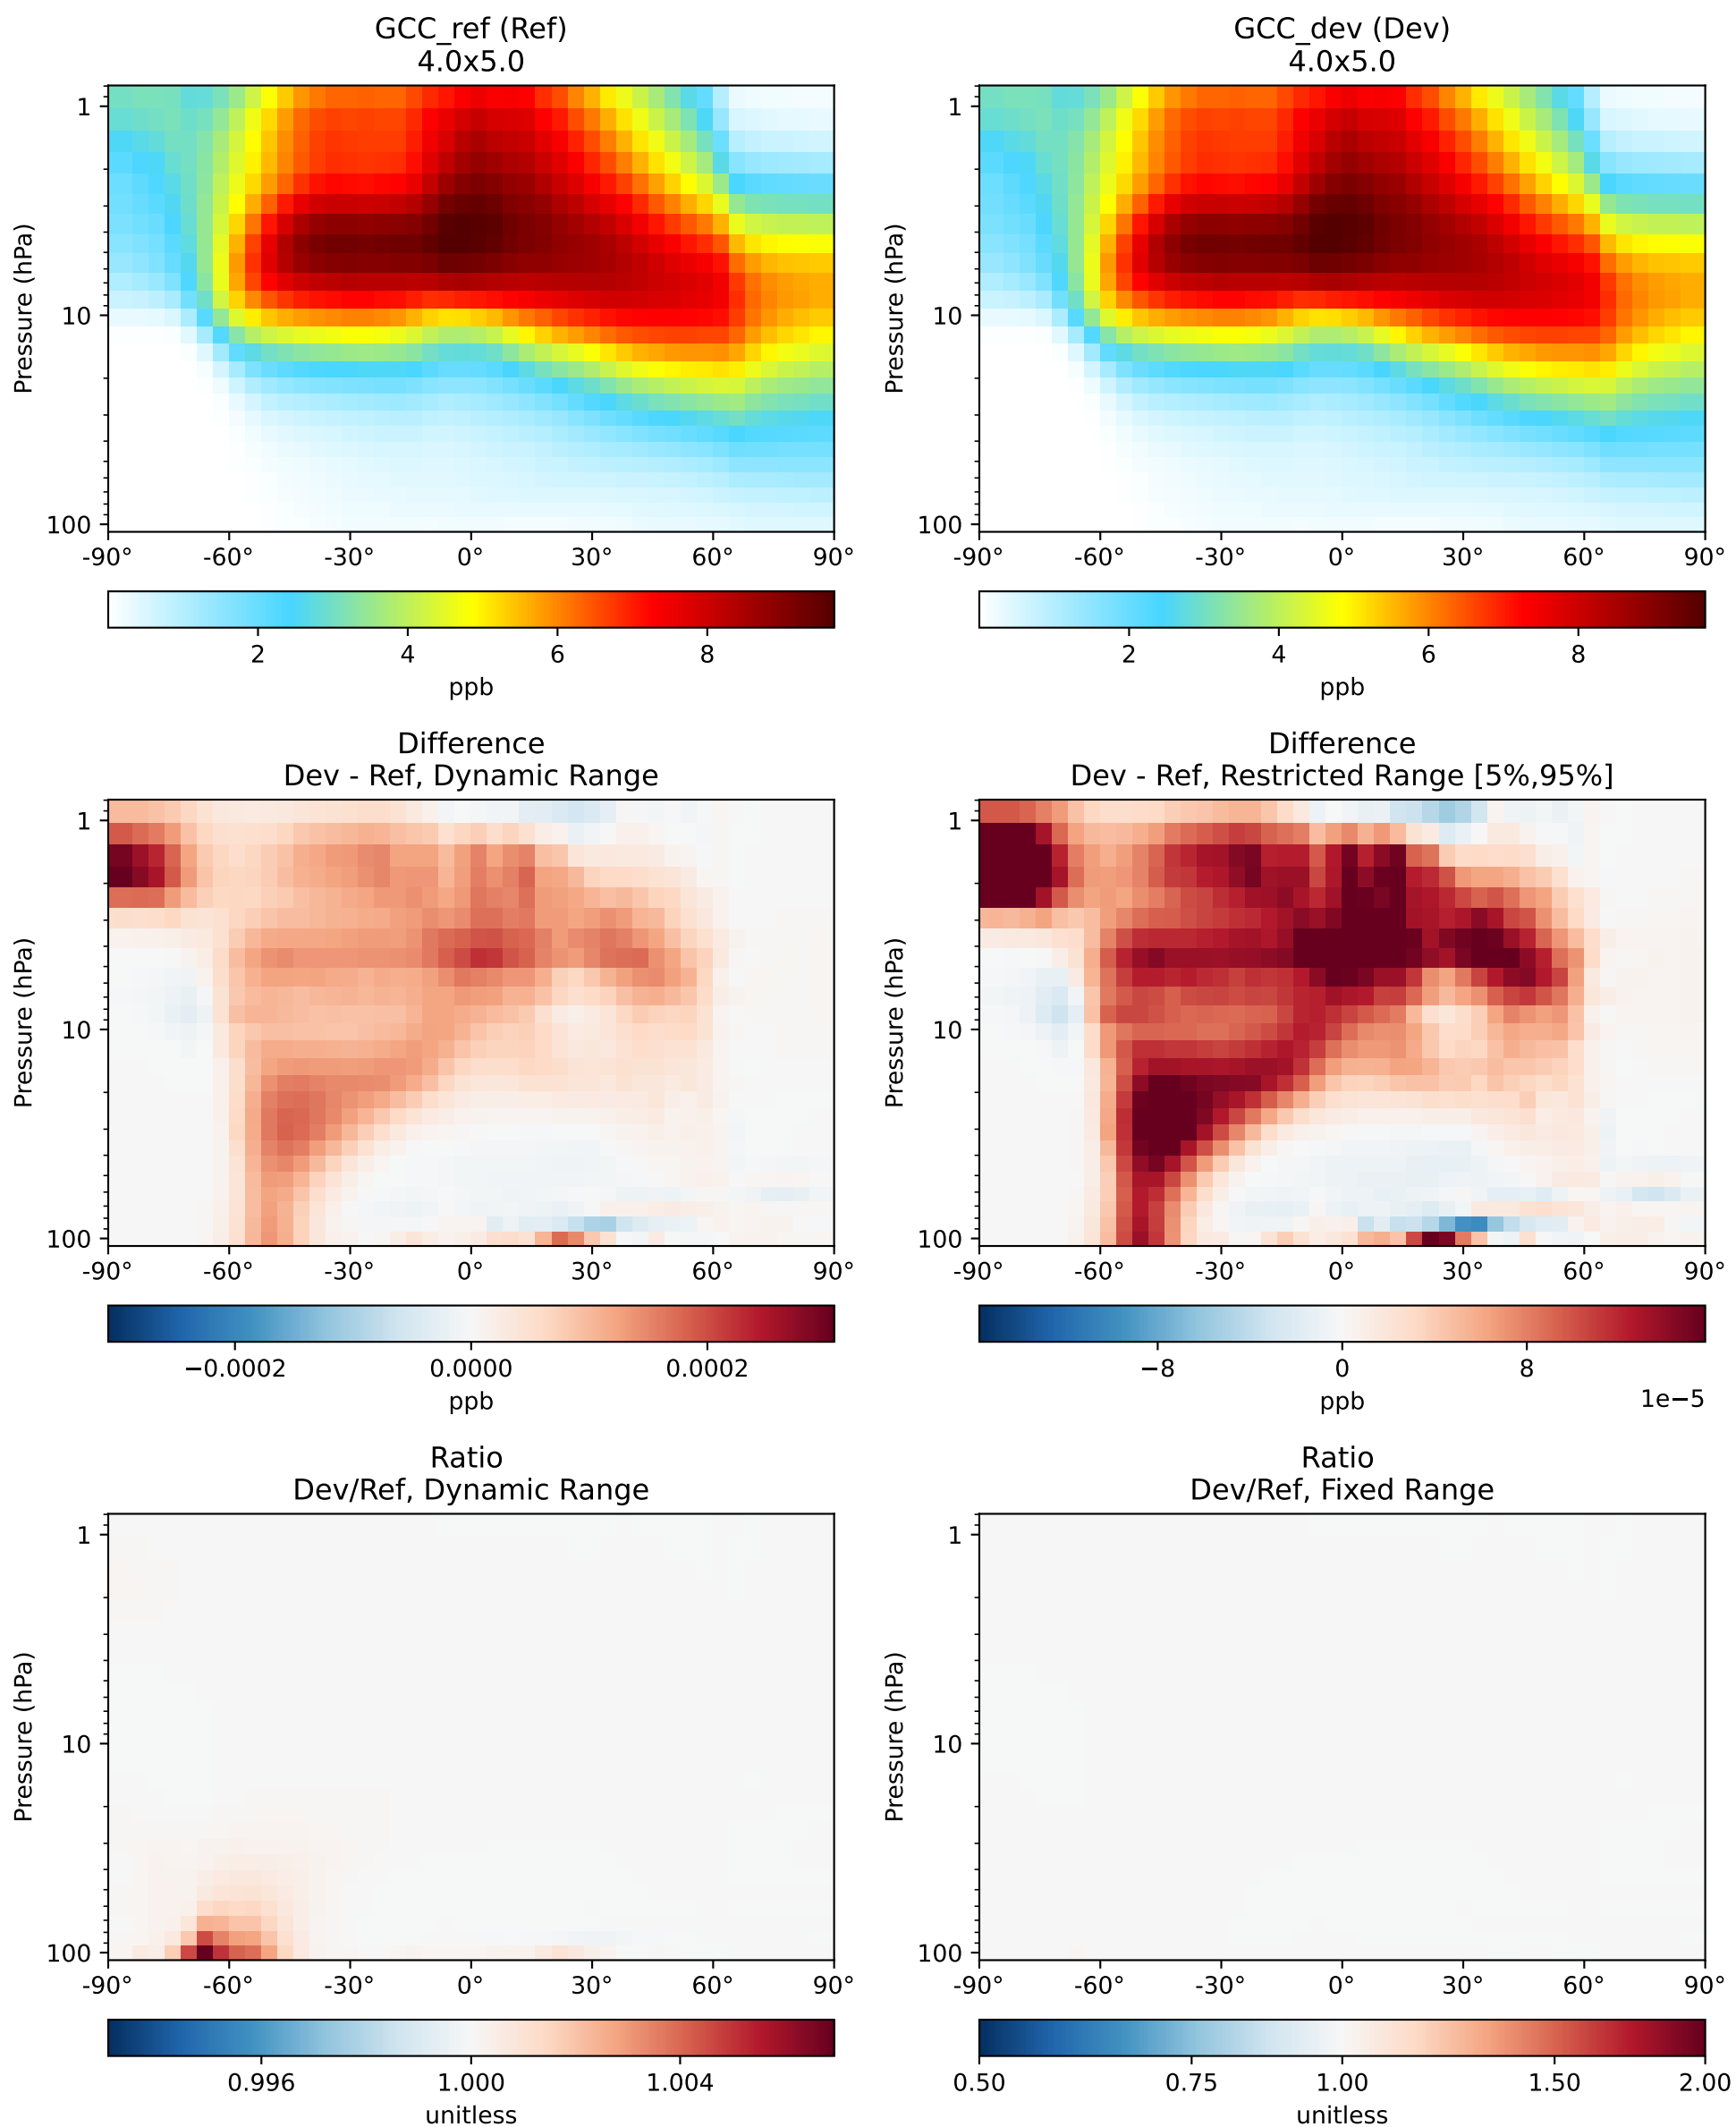 GCC_ref (Ref)
4.0x5.0
Pressure (hPa)
1
10
100
-90° -60° -30° 0° 30° 60° 90°
2 4 6 8
ppb
GCC_dev (Dev)
4.0x5.0
Pressure (hPa)
1
10
100
-90° -60° -30° 0° 30° 60° 90°
2 4 6 8
ppb
Difference
Dev - Ref, Dynamic Range
Pressure (hPa)
1
10
100
-90° -60° -30° 0° 30° 60° 90°
−0.0002 0.0000 0.0002
ppb
Difference
Dev - Ref, Restricted Range [5%,95%]
Pressure (hPa)
1
10
100
-90° -60° -30° 0° 30° 60° 90°
−8 0 8
ppb
1e−5
Ratio
Dev/Ref, Dynamic Range
Pressure (hPa)
1
10
100
-90° -60° -30° 0° 30° 60° 90°
0.996 1.000 1.004
unitless
Ratio
Dev/Ref, Fixed Range
Pressure (hPa)
1
10
100
-90° -60° -30° 0° 30° 60° 90°
0.50 0.75 1.00 1.50 2.00
unitless